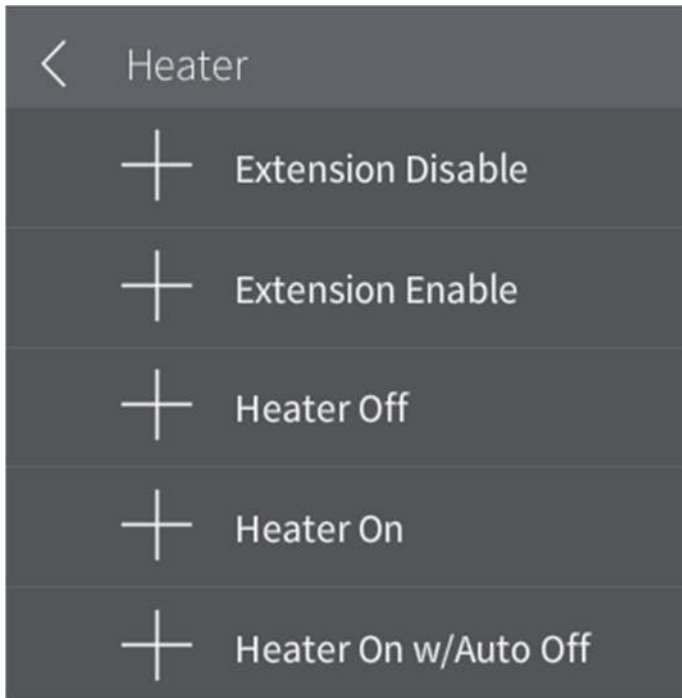 Heater
Extension Disable
Extension Enable
Heater Off
Heater On
Heater On w/Auto Off